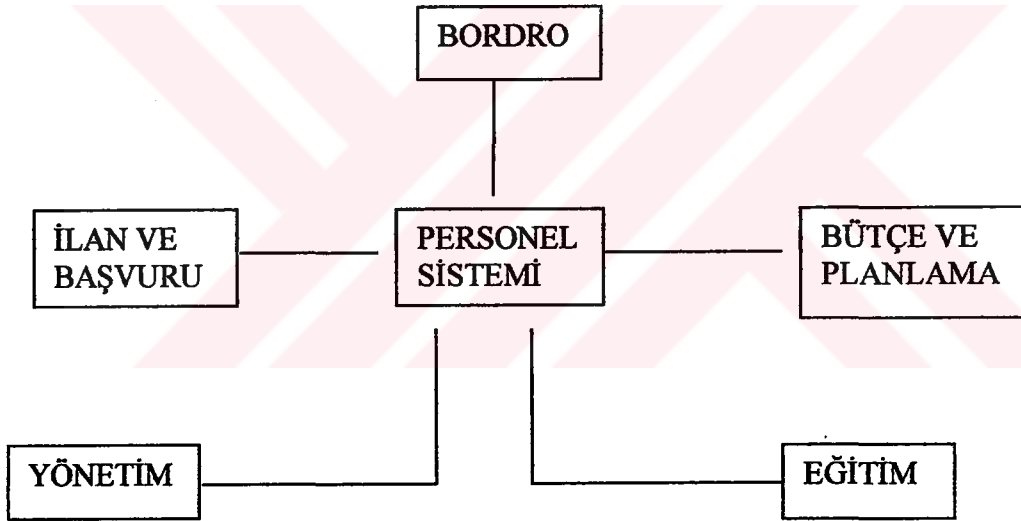 BORDRO
İLAN VE
BAŞVURU
PERSONEL
SİSTEMİ
BÜTÇE VE
PLANLAMA
YÖNETİM
EĞİTİM